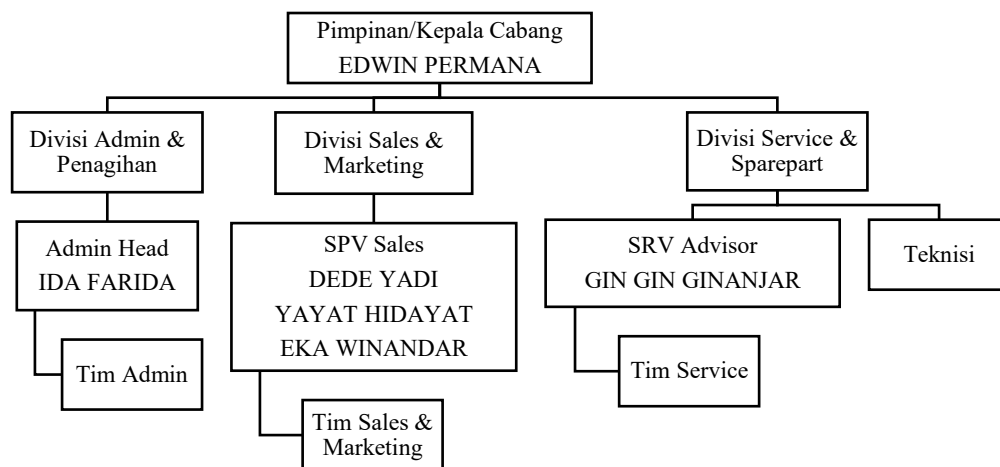 Pimpinan/Kepala Cabang
EDWIN PERMANA
Divisi Admin &
Penagihan
Divisi Sales &
Marketing
Divisi Service &
Sparepart
Admin Head
IDA FARIDA
SPV Sales
DEDE YADI
YAYAT HIDAYAT
EKA WINANDAR
SRV Advisor
GIN GIN GINANJAR
Teknisi
Tim Admin
Tim Sales &
Marketing
Tim Service